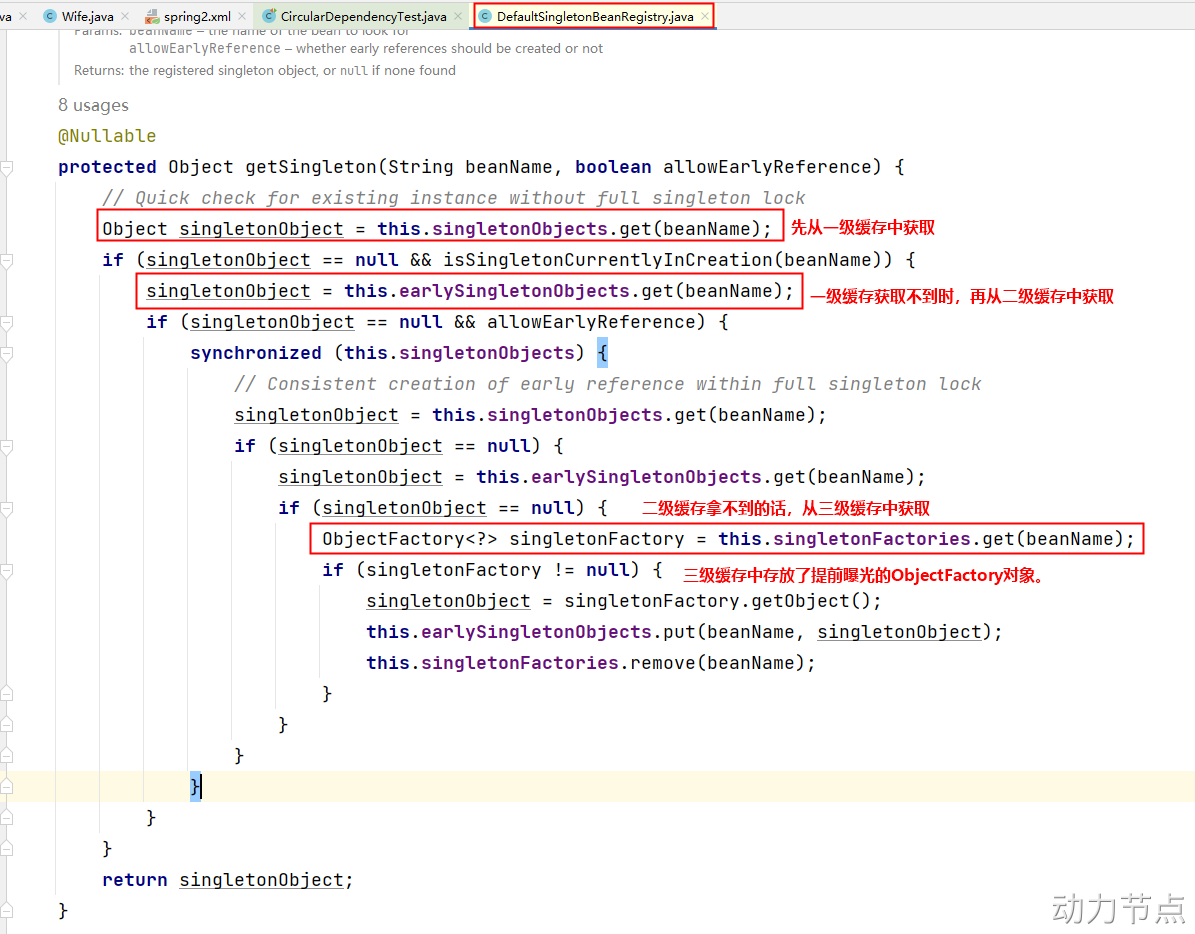 va Wife.java spring2.xml CircularDependencyTest.java DefaultSingletonBeanRegistry.java
Params: beanName – the name of the bean to look for
allowEarlyReference – whether early references should be created or not
Returns: the registered singleton object, or null if none found
8 usages
@Nullable
protected Object getSingleton(String beanName, boolean allowEarlyReference) {
// Quick check for existing instance without full singleton lock
Object singletonObject = this.singletonObjects.get(beanName); 先从一级缓存中获取
if (singletonObject == null && isSingletonCurrentlyInCreation(beanName)) {
singletonObject = this.earlySingletonObjects.get(beanName); 一级缓存获取不到时，再从二级缓存中获取
if (singletonObject == null && allowEarlyReference) {
synchronized (this.singletonObjects) {
// Consistent creation of early reference within full singleton lock
singletonObject = this.singletonObjects.get(beanName);
if (singletonObject == null) {
singletonObject = this.earlySingletonObjects.get(beanName);
if (singletonObject == null) { 二级缓存拿不到的话，从三级缓存中获取
ObjectFactory<?> singletonFactory = this.singletonFactories.get(beanName);
if (singletonFactory != null) { 三级缓存中存放了提前曝光的ObjectFactory对象。
singletonObject = singletonFactory.getObject();
this.earlySingletonObjects.put(beanName, singletonObject);
this.singletonFactories.remove(beanName);
}
}
}
}
}
}
return singletonObject;
}
动力节点